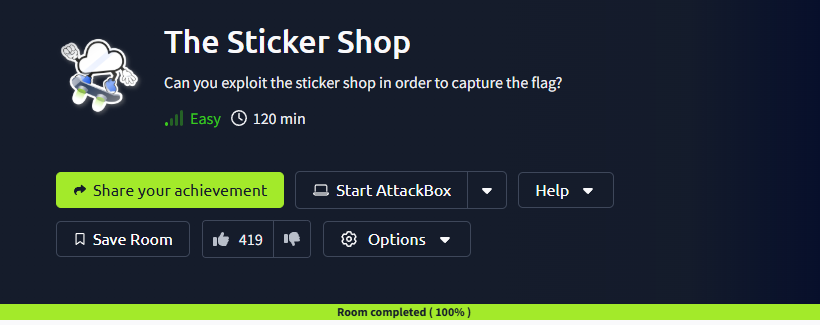 The Sticker Shop
Can you exploit the sticker shop in order to capture the flag?
Easy 120 min
Share your achievement Start AttackBox Help
Save Room 419 Options
Room completed ( 100% )